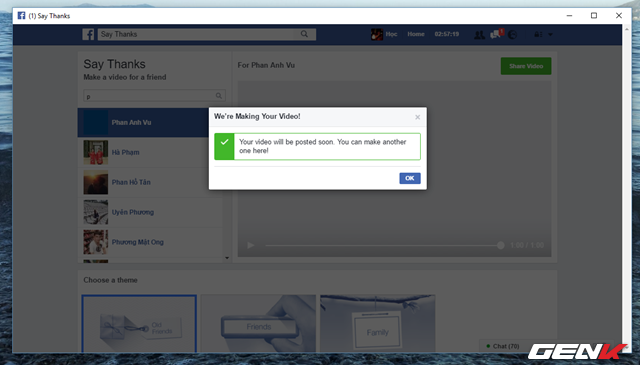 (1) Say Thanks
Say Thanks
Học
Home
02:57:19
Say Thanks
Make a video for a friend
p
For Phan Anh Vu
Share Video
Phan Anh Vu
Hà Phạm
Phan Hồ Tân
Uyên Phương
Phương Mật Ong
We're Making Your Video!
Your video will be posted soon. You can make another
one here!
OK
1:00 / 1:00
Choose a theme
Old
Friends
Friends
Family
Chat (79)
GENK